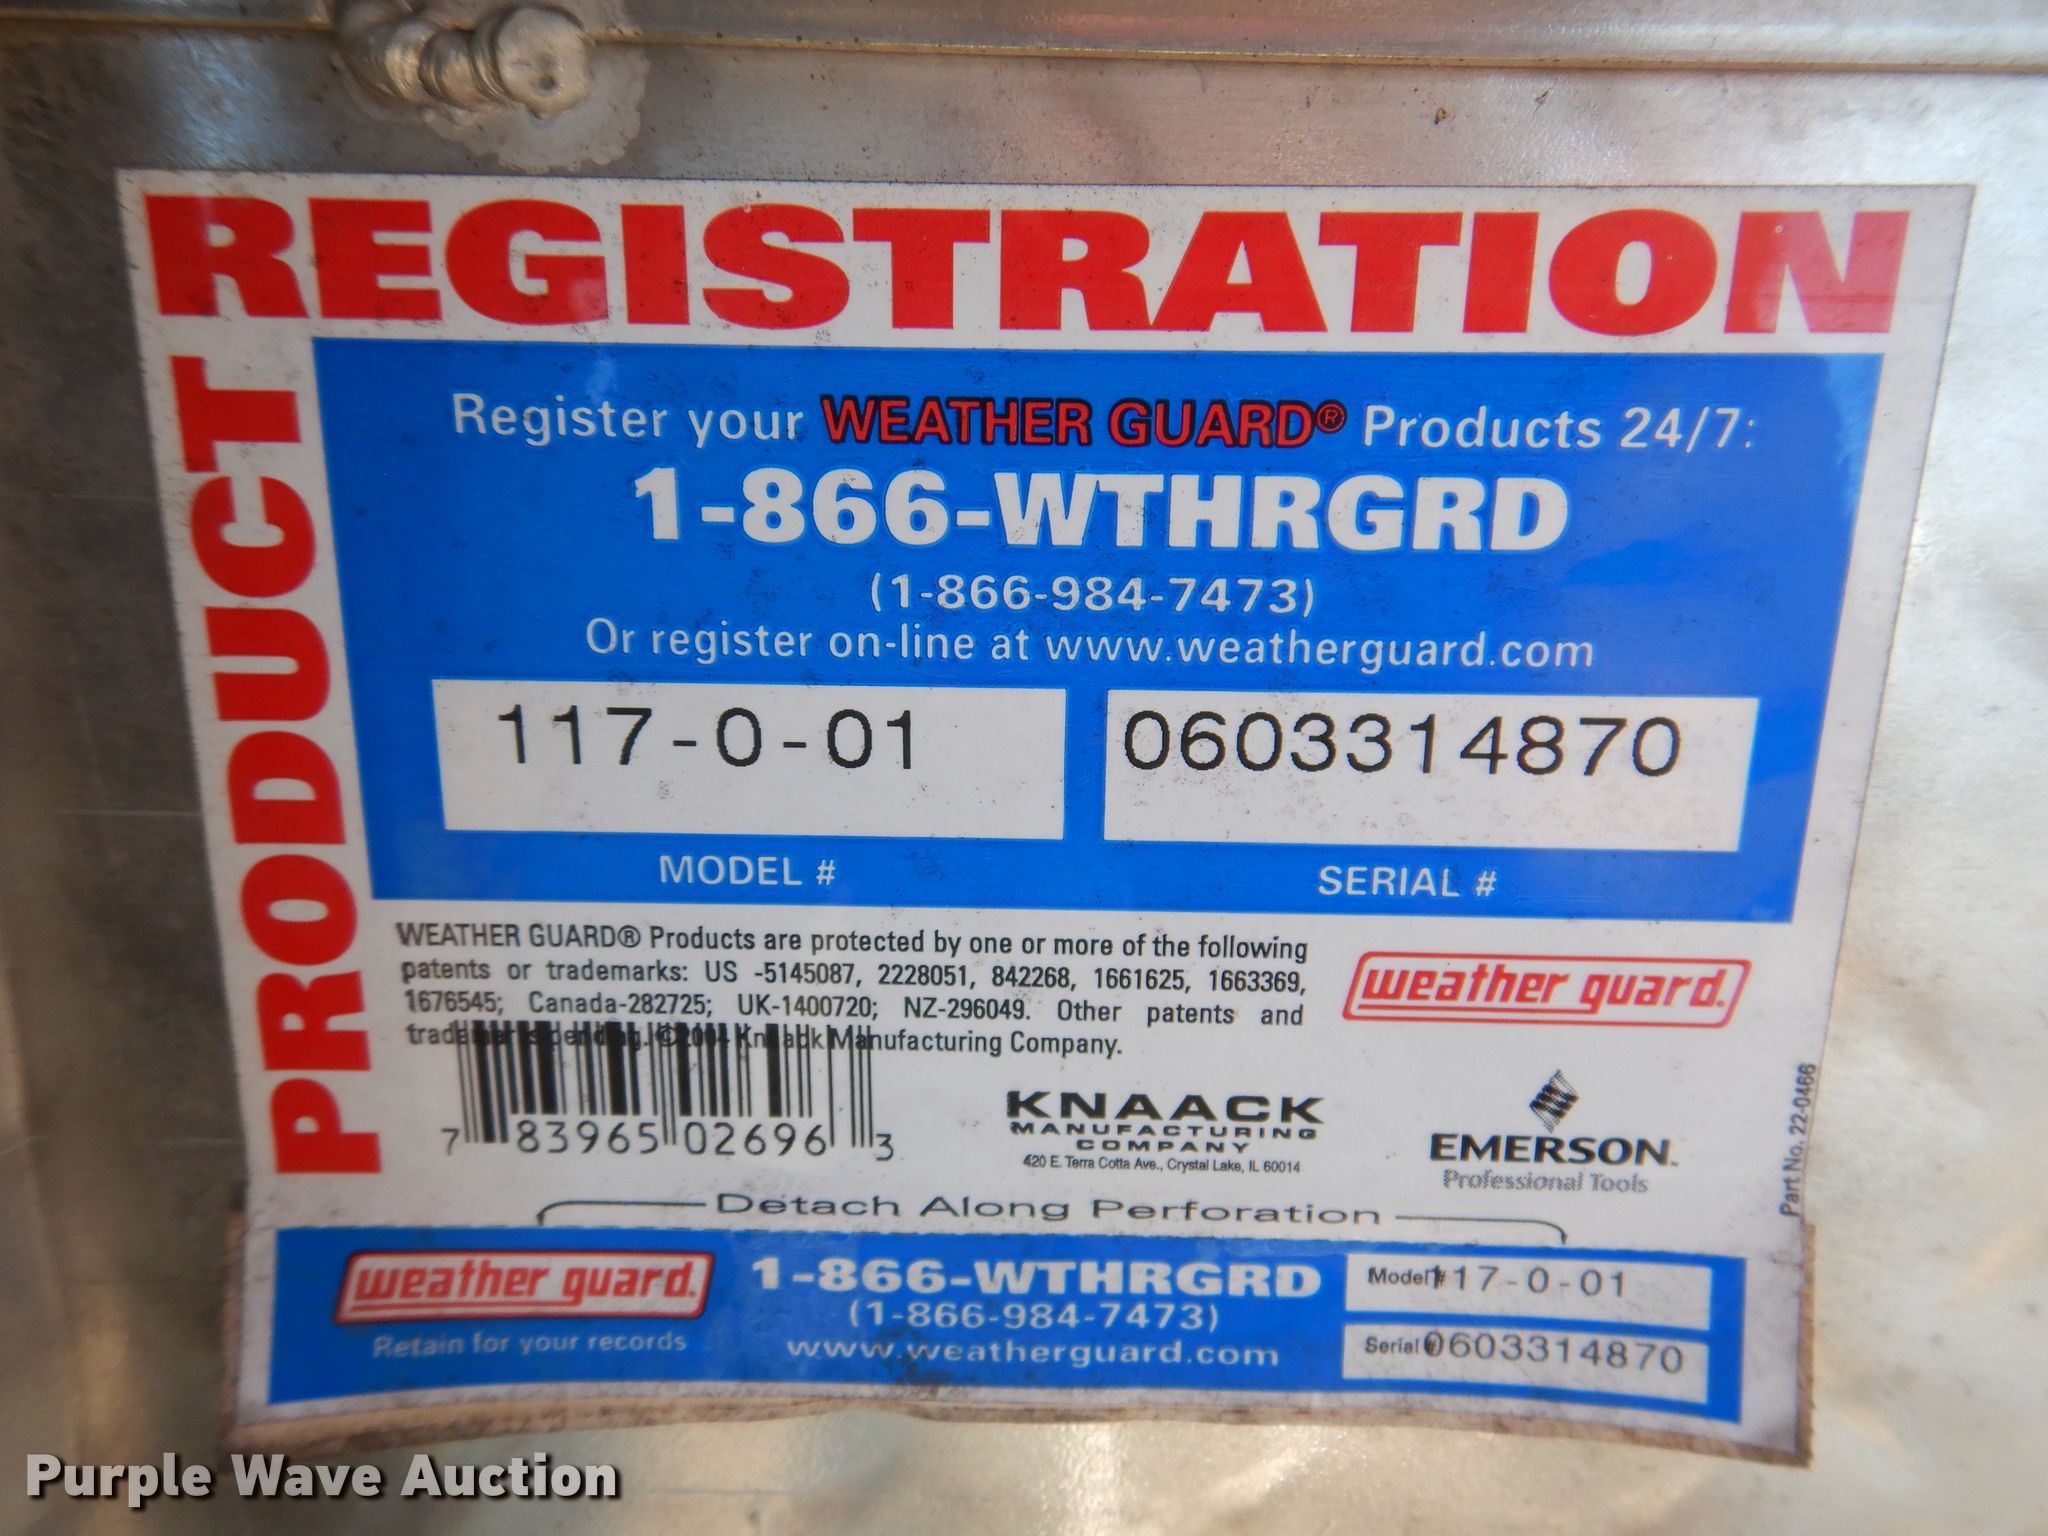 REGISTRATION
PRODUCT
Register your WEATHER GUARD® Products 24/7:
1-866-WTHRGRD
(1-866-984-7473)
Or register on-line at www.weatherguard.com
117-0-01
0603314870
MODEL #
SERIAL #
WEATHER GUARD® Products are protected by one or more of the following
patents or trademarks: US -5145087, 2228051, 842268, 1661625, 1663369,
1676545; Canada-282725; UK-1400720; NZ-296049. Other patents and
trademarks pending. ©2004 Knaack Manufacturing Company.
weather guard.
7 83965 02696 3
KNAACK
MANUFACTURING
COMPANY
420 E. Terra Cotta Ave., Crystal Lake, IL 60014
EMERSON.
Professional Tools
Part No. 22-0466
Detach Along Perforation
weather guard.
Retain for your records
1-866-WTHRGRD
(1-866-984-7473)
www.weatherguard.com
Model # 117-0-01
Serial # 0603314870
Purple Wave Auction